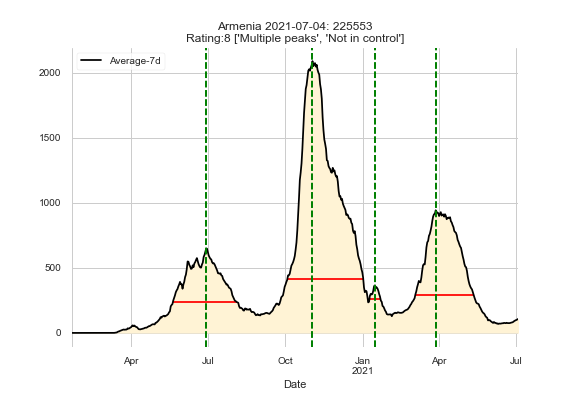 Armenia 2021-07-04: 225553
Rating:8 ['Multiple peaks', 'Not in control']
Average-7d
2000
1500
1000
500
0
Apr
Jul
Oct
Jan
2021
Apr
Jul
Date